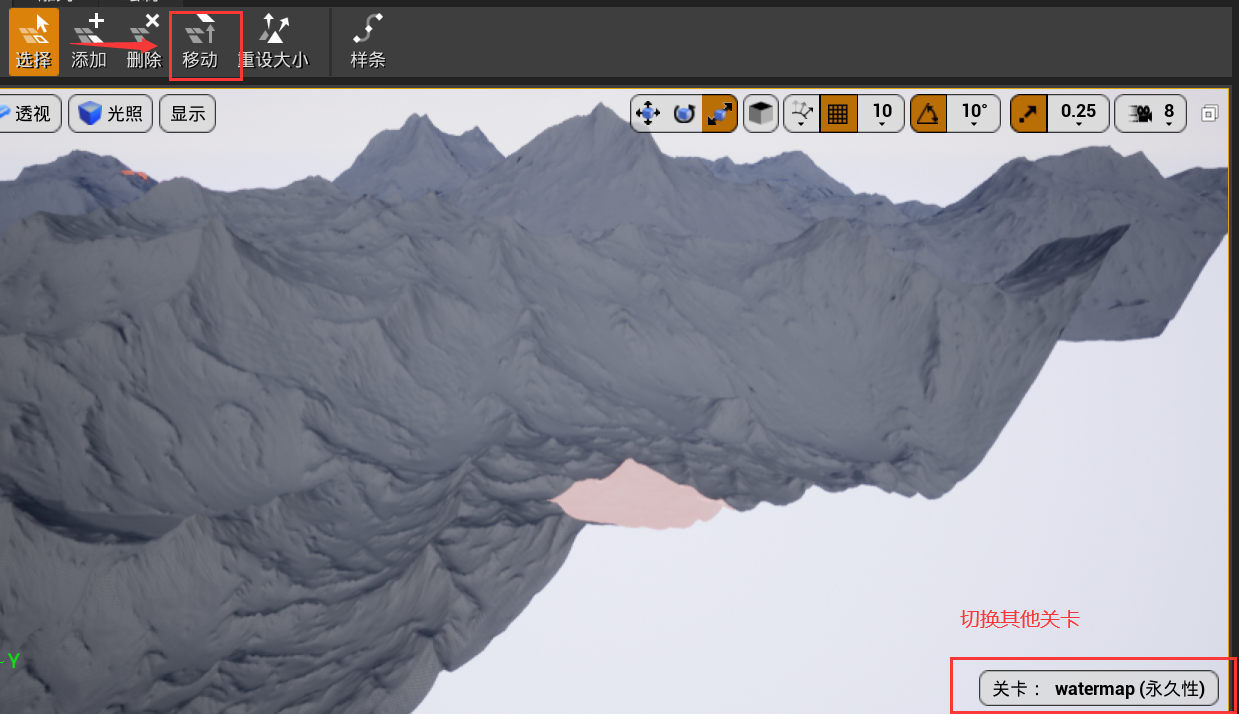 选择 添加 删除 移动 重设大小 样条
透视 光照 显示 10 10° 0.25 8
切换其他关卡
-Y
关卡： watermap (永久性)